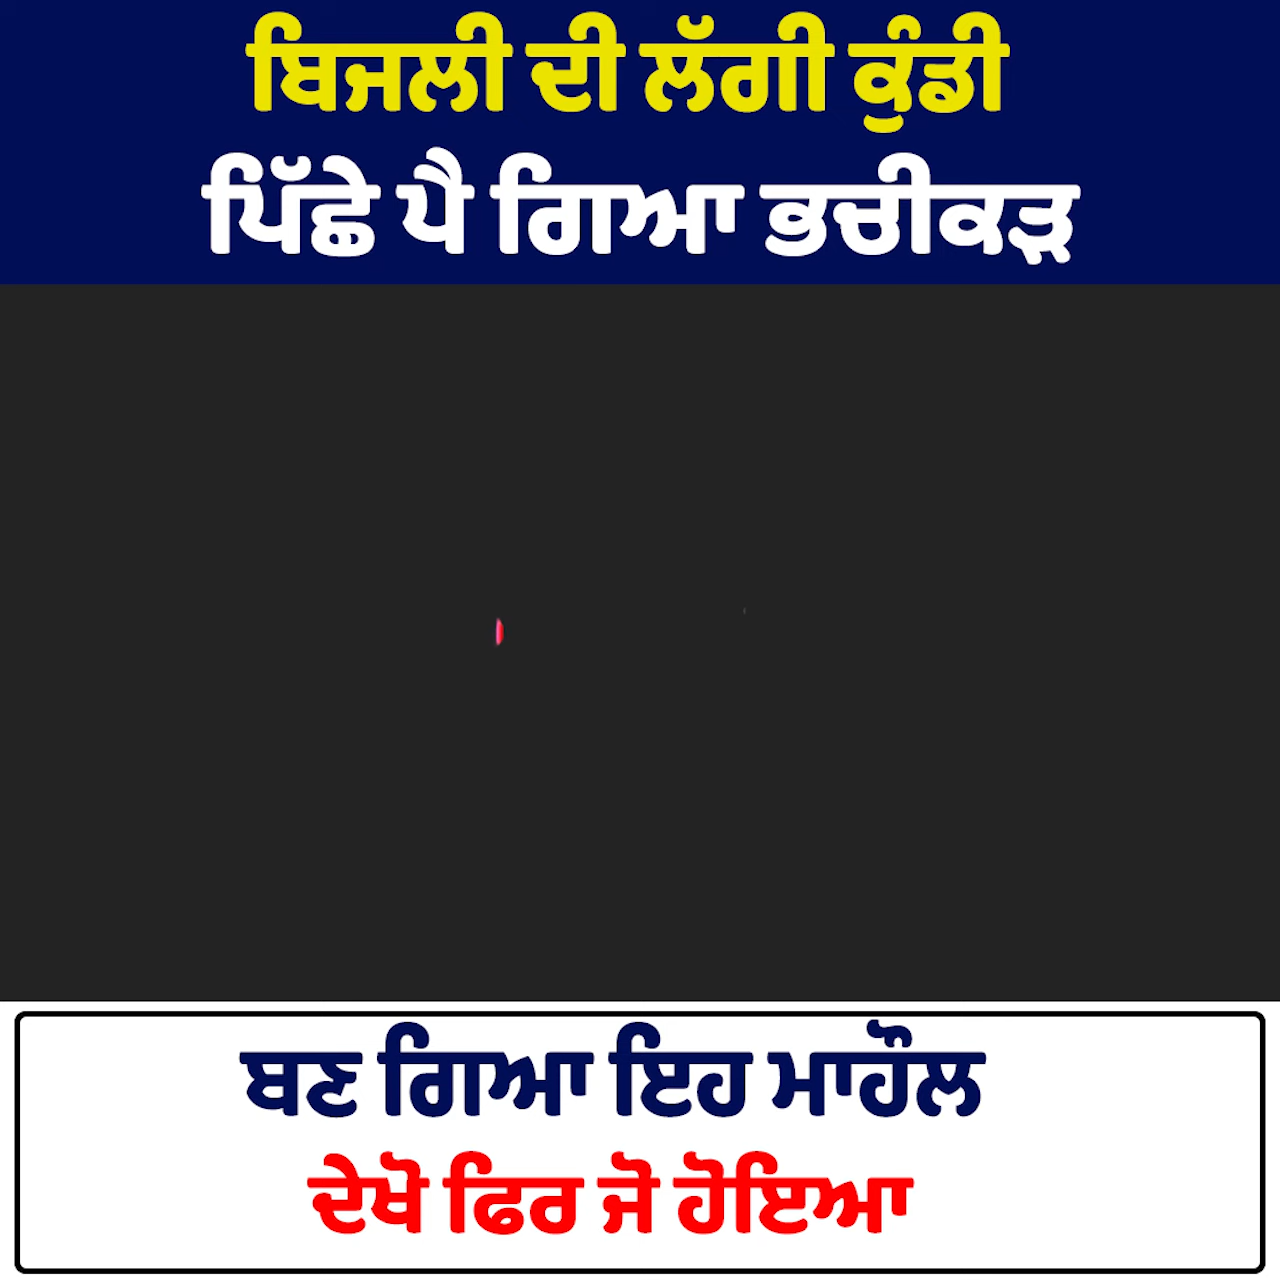 ਬਿਜਲੀ ਦੀ ਲੱਗੀ ਕੁੰਡੀ
ਪਿੱਛੇ ਪੈ ਗਿਆ ਭਚੀਕੜ
ਬਣ ਗਿਆ ਇਹ ਮਾਹੌਲ
ਦੇਖੋ ਫਿਰ ਜੋ ਹੋਇਆ